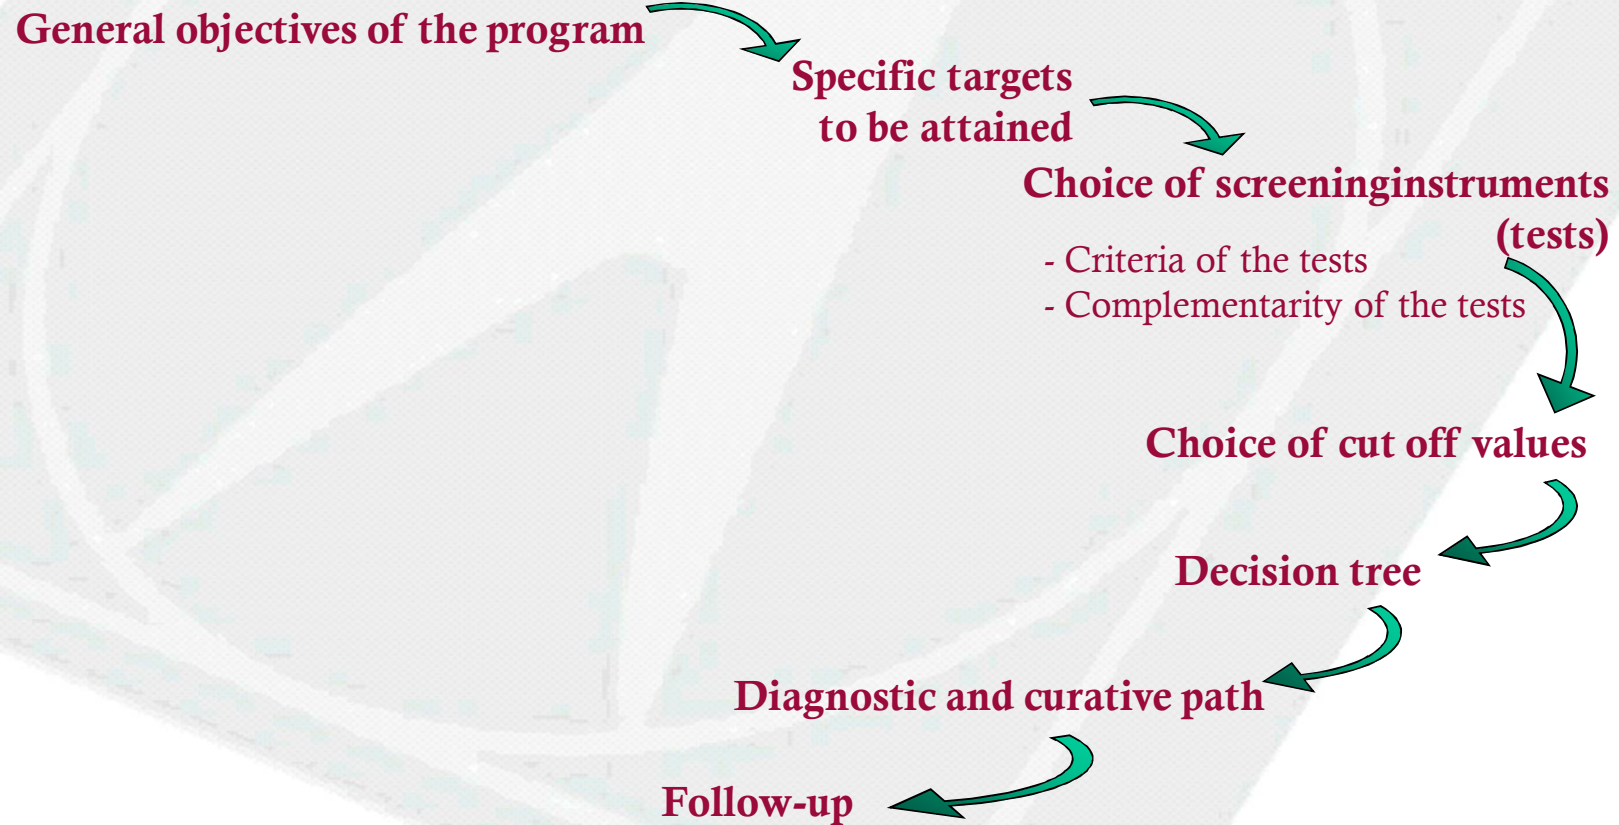 General objectives of the program
Specific targets
to be attained
Choice of screeninginstruments
(tests)
- Criteria of the tests
- Complementarity of the tests
Choice of cut off values
Decision tree
Diagnostic and curative path
Follow-up